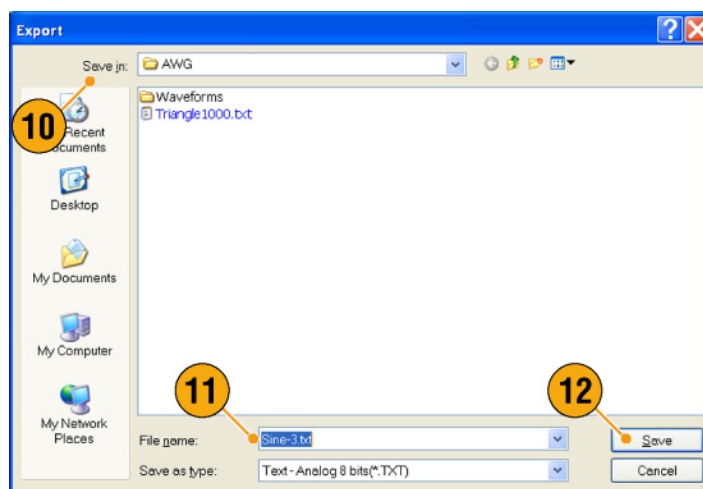 Export
Save in:
AWG
10
Recent
Documents
Desktop
My Documents
My Computer
My Network
Places
Waveforms
Triangle1000.txt
11
12
File name:
Sine-3.txt
Save
Save as type:
Text - Analog 8 bits(*.TXT)
Cancel